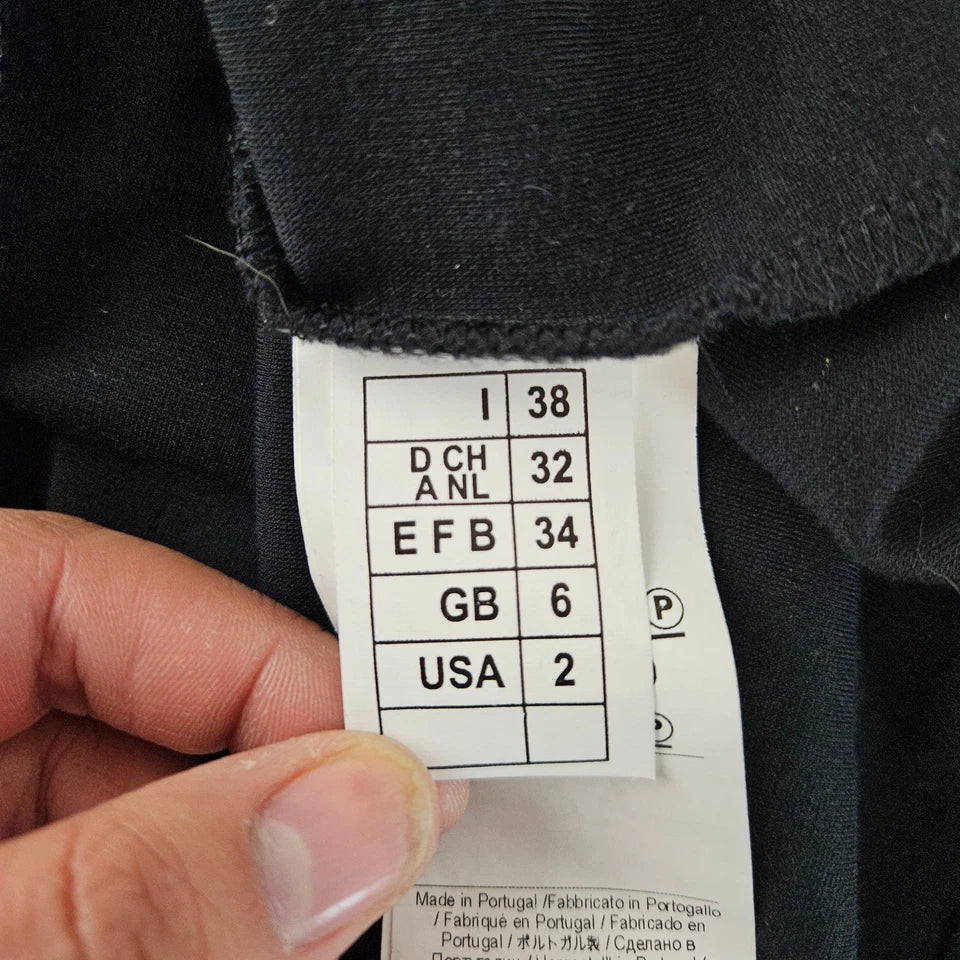 I 38
D CH
A NL 32
E F B 34
GB 6
USA 2
P
P
Made in Portugal /Fabbricato in Portogallo
/ Fabriqué en Portugal / Fabricado en
Portugal / ポルトガル製 / Сделано в